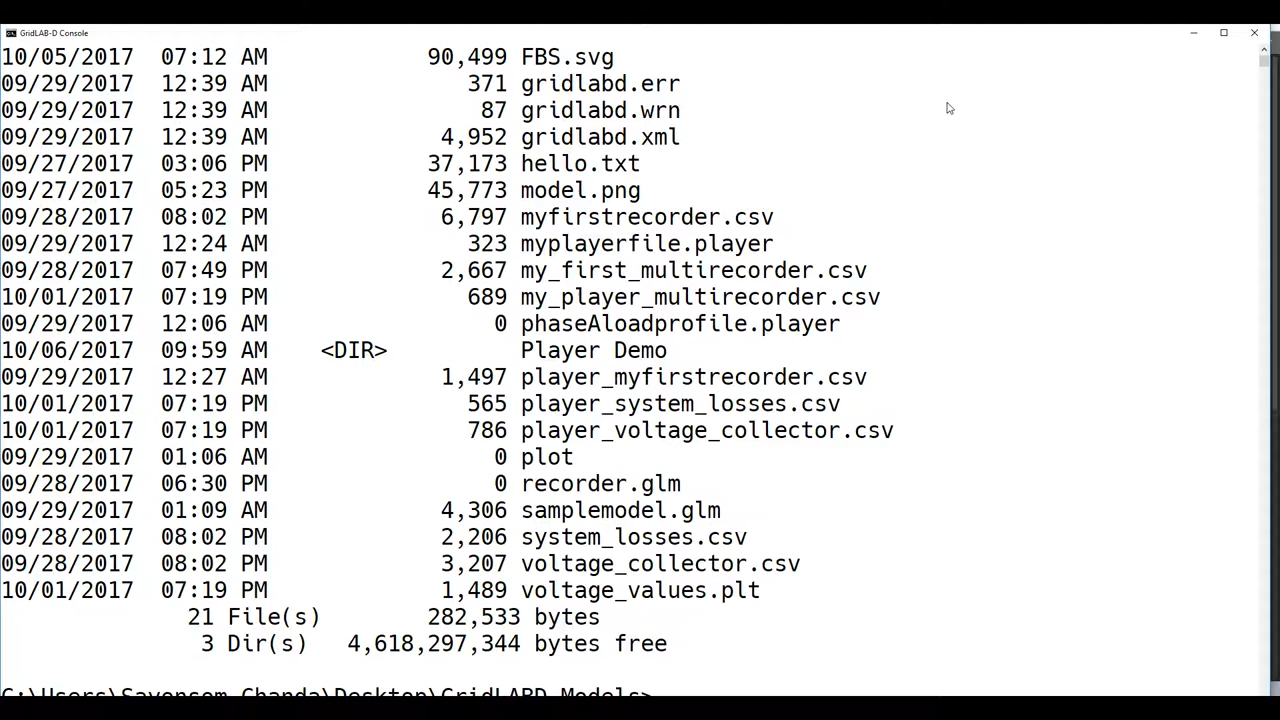 GridLAB-D Console
10/05/2017  07:12 AM            90,499 FBS.svg
09/29/2017  12:39 AM               371 gridlabd.err
09/29/2017  12:39 AM                87 gridlabd.wrn
09/29/2017  12:39 AM             4,952 gridlabd.xml
09/27/2017  03:06 PM            37,173 hello.txt
09/27/2017  05:23 PM            45,773 model.png
09/28/2017  08:02 PM             6,797 myfirstrecorder.csv
09/29/2017  12:24 AM               323 myplayerfile.player
09/28/2017  07:49 PM             2,667 my_first_multirecorder.csv
10/01/2017  07:19 PM               689 my_player_multirecorder.csv
09/29/2017  12:06 AM                 0 phaseAloadprofile.player
10/06/2017  09:59 AM    <DIR>          Player Demo
09/29/2017  12:27 AM             1,497 player_myfirstrecorder.csv
10/01/2017  07:19 PM               565 player_system_losses.csv
10/01/2017  07:19 PM               786 player_voltage_collector.csv
09/29/2017  01:06 AM                 0 plot
09/28/2017  06:30 PM                 0 recorder.glm
09/29/2017  01:09 AM             4,306 samplemodel.glm
09/28/2017  08:02 PM             2,206 system_losses.csv
09/28/2017  08:02 PM             3,207 voltage_collector.csv
10/01/2017  07:19 PM             1,489 voltage_values.plt
21 File(s)        282,533 bytes
3 Dir(s)   4,618,297,344 bytes free
C:\Users\Sayonsom Chanda\Desktop\GridLABD Models>